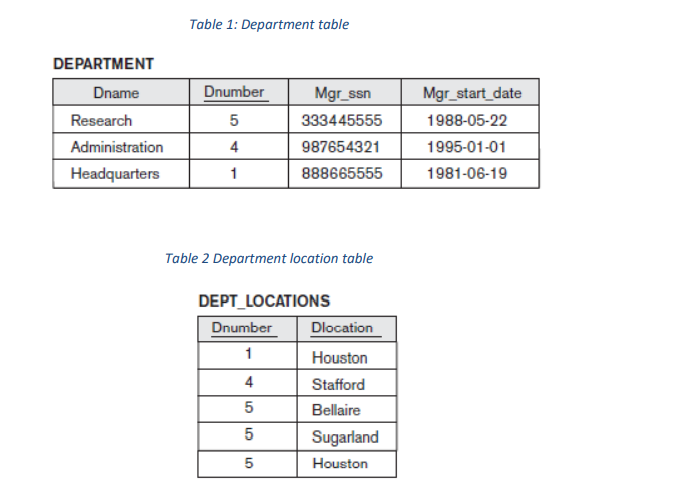 Table 1: Department table
DEPARTMENT
Dname Dnumber Mgr_ssn Mgr_start_date
Research 5 333445555 1988-05-22
Administration 4 987654321 1995-01-01
Headquarters 1 888665555 1981-06-19
Table 2 Department location table
DEPT_LOCATIONS
Dnumber Dlocation
1 Houston
4 Stafford
5 Bellaire
5 Sugarland
5 Houston